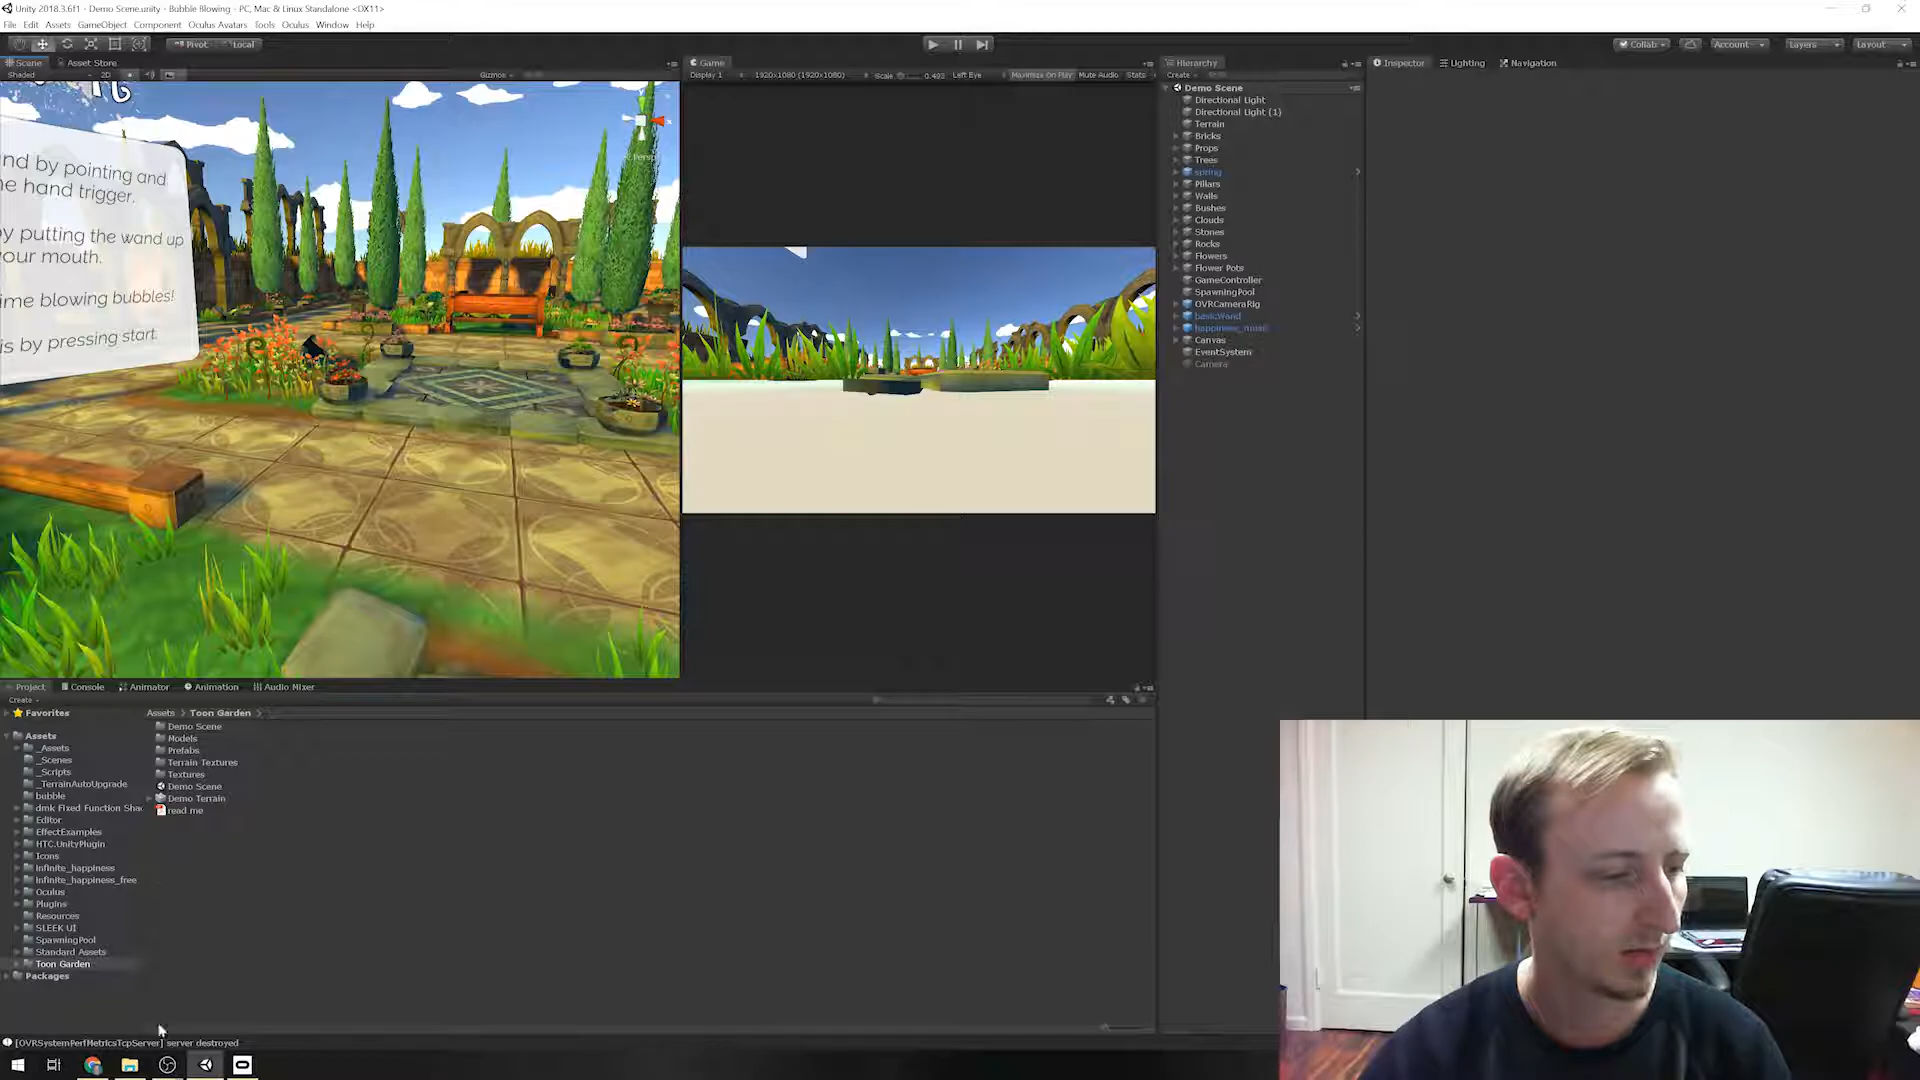 Unity 2018.3.6f1 - Demo Scene.unity - Bubble Blowing - PC, Mac & Linux Standalone <DX11>
File Edit Assets GameObject Component Oculus Avatars Tools Oculus Window Help
Pivot Local
Collab Account Layers Layout
Scene Asset Store
Shaded 2D Gizmos
Game
Display 1 1920x1080 (1920x1080) Scale 0.493 Left Eye Maximize On Play Mute Audio Stats
Hierarchy
Create
Inspector Lighting Navigation
Persp
nd by pointing and
he hand trigger.
y putting the wand up
our mouth.
ime blowing bubbles!
is by pressing start.
Demo Scene
Directional Light
Directional Light (1)
Terrain
Bricks
Props
Trees
spring
Pillars
Walls
Bushes
Clouds
Stones
Rocks
Flowers
Flower Pots
GameController
SpawningPool
OVRCameraRig
basicWand
happiness_music
Canvas
EventSystem
Camera
Project Console Animator Animation Audio Mixer
Create
Favorites
Assets
_Assets
_Scenes
_Scripts
_TerrainAutoUpgrade
bubble
dmk Fixed Function Sha
Editor
EffectExamples
HTC.UnityPlugin
Icons
Infinite_happiness
Infinite_happiness_free
Oculus
Plugins
Resources
SLEEK UI
SpawningPool
Standard Assets
Toon Garden
Packages
Assets > Toon Garden >
Demo Scene
Models
Prefabs
Terrain Textures
Textures
Demo Scene
Demo Terrain
read me
[OVRSystemPerfMetricsTcpServer] server destroyed